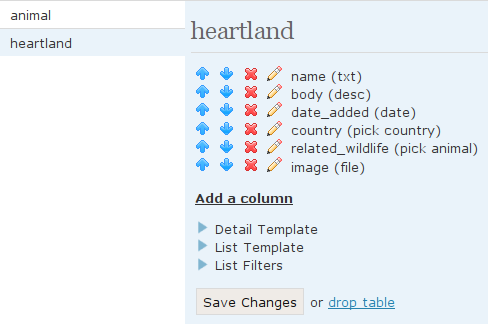 animal
heartland
heartland
name (txt)
body (desc)
date_added (date)
country (pick country)
related_wildlife (pick animal)
image (file)
Add a column
Detail Template
List Template
List Filters
Save Changes or drop table